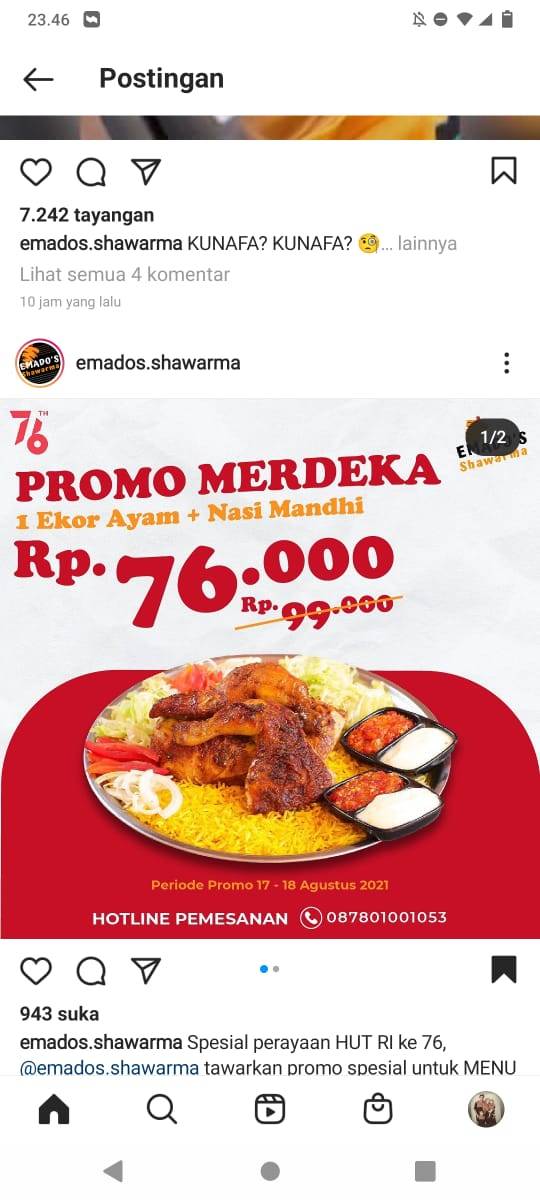 23.46
Postingan
7.242 tayangan
emados.shawarma KUNAFA? KUNAFA? 🧐... lainnya
Lihat semua 4 komentar
10 jam yang lalu
EMADO'S
Shawarma
emados.shawarma
76TH
1/2
Shawarma
PROMO MERDEKA
1 Ekor Ayam + Nasi Mandhi
Rp. 76.000
Rp. 99.000
Periode Promo 17 - 18 Agustus 2021
HOTLINE PEMESANAN 087801001053
943 suka
emados.shawarma Spesial perayaan HUT RI ke 76,
@emados.shawarma tawarkan promo spesial untuk MENU